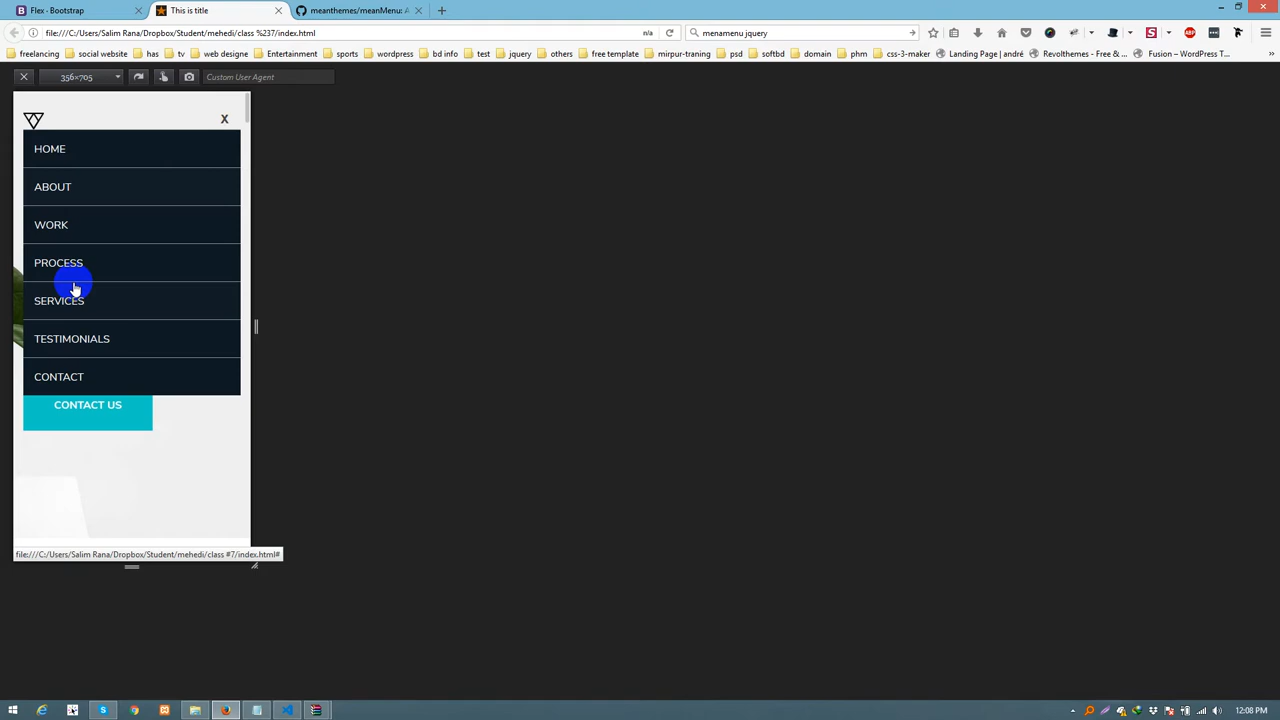 Flex - Bootstrap
This is title
meanthemes/meanMenu: A
file:///C:/Users/Salim Rana/Dropbox/Student/mehedi/class %237/index.html
n/a
menamenu jquery
freelancing
social website
has
tv
web designe
Entertainment
sports
wordpress
bd info
test
jquery
others
free template
mirpur-traning
psd
softbd
domain
phm
css-3-maker
Landing Page | andré
Revolthemes - Free & ...
Fusion – WordPress T...
356×705
Custom User Agent
X
HOME
ABOUT
WORK
PROCESS
SERVICES
TESTIMONIALS
CONTACT
CONTACT US
file:///C:/Users/Salim Rana/Dropbox/Student/mehedi/class #7/index.html#
12:08 PM